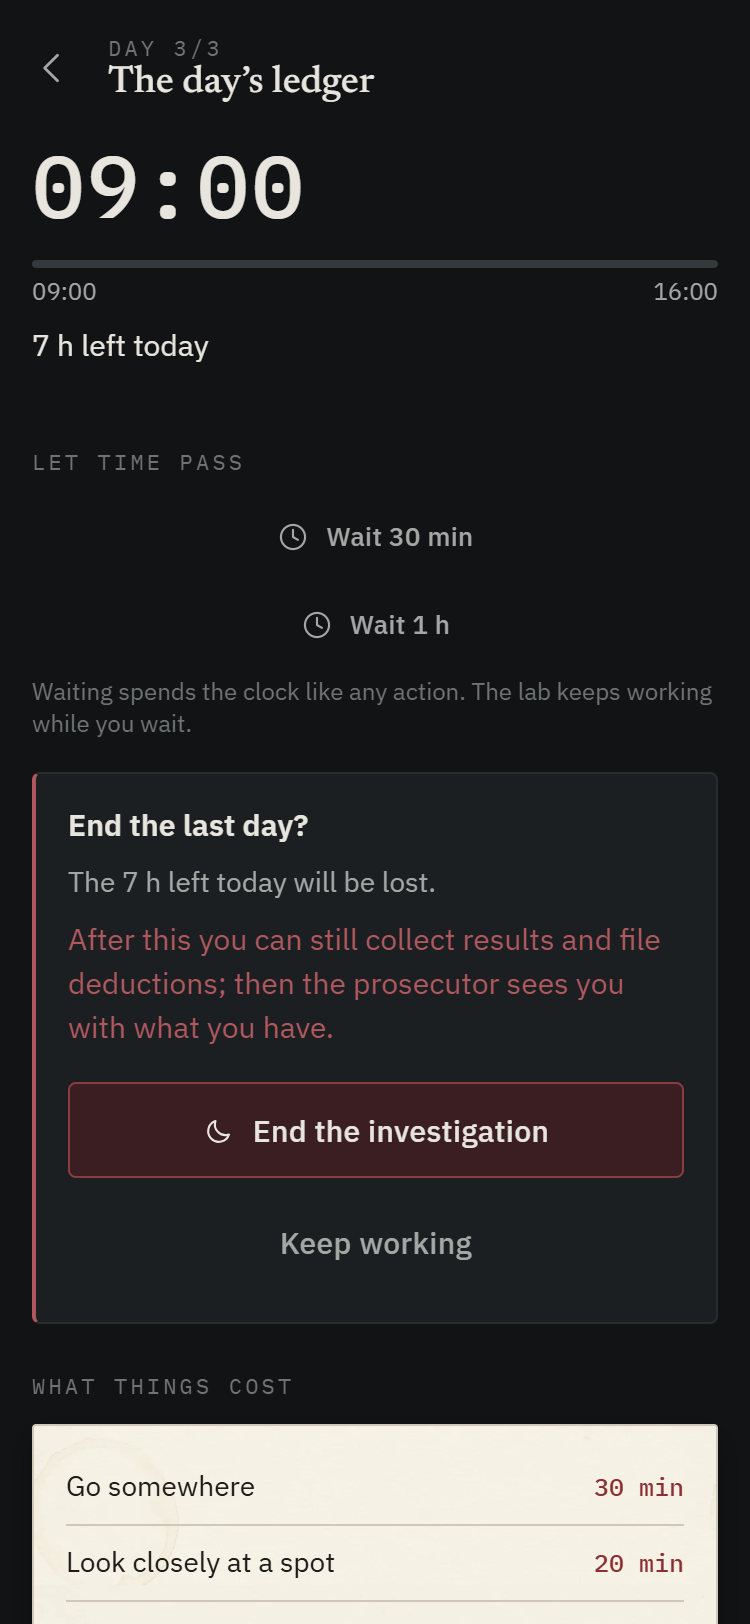 DAY 3/3
The day’s ledger
09:00
09:00
16:00
7 h left today
LET TIME PASS
Wait 30 min
Wait 1 h
Waiting spends the clock like any action. The lab keeps working
while you wait.
End the last day?
The 7 h left today will be lost.
After this you can still collect results and file
deductions; then the prosecutor sees you
with what you have.
End the investigation
Keep working
WHAT THINGS COST
Go somewhere
30 min
Look closely at a spot
20 min